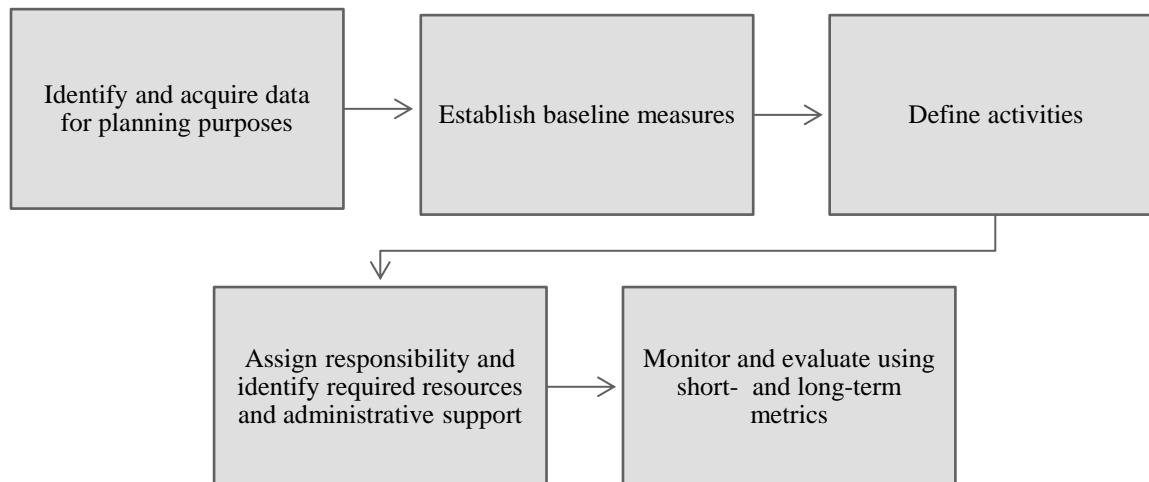 Identify and acquire data
for planning purposes
Establish baseline measures
Define activities
Assign responsibility and
identify required resources
and administrative support
Monitor and evaluate using
short-  and long-term
metrics